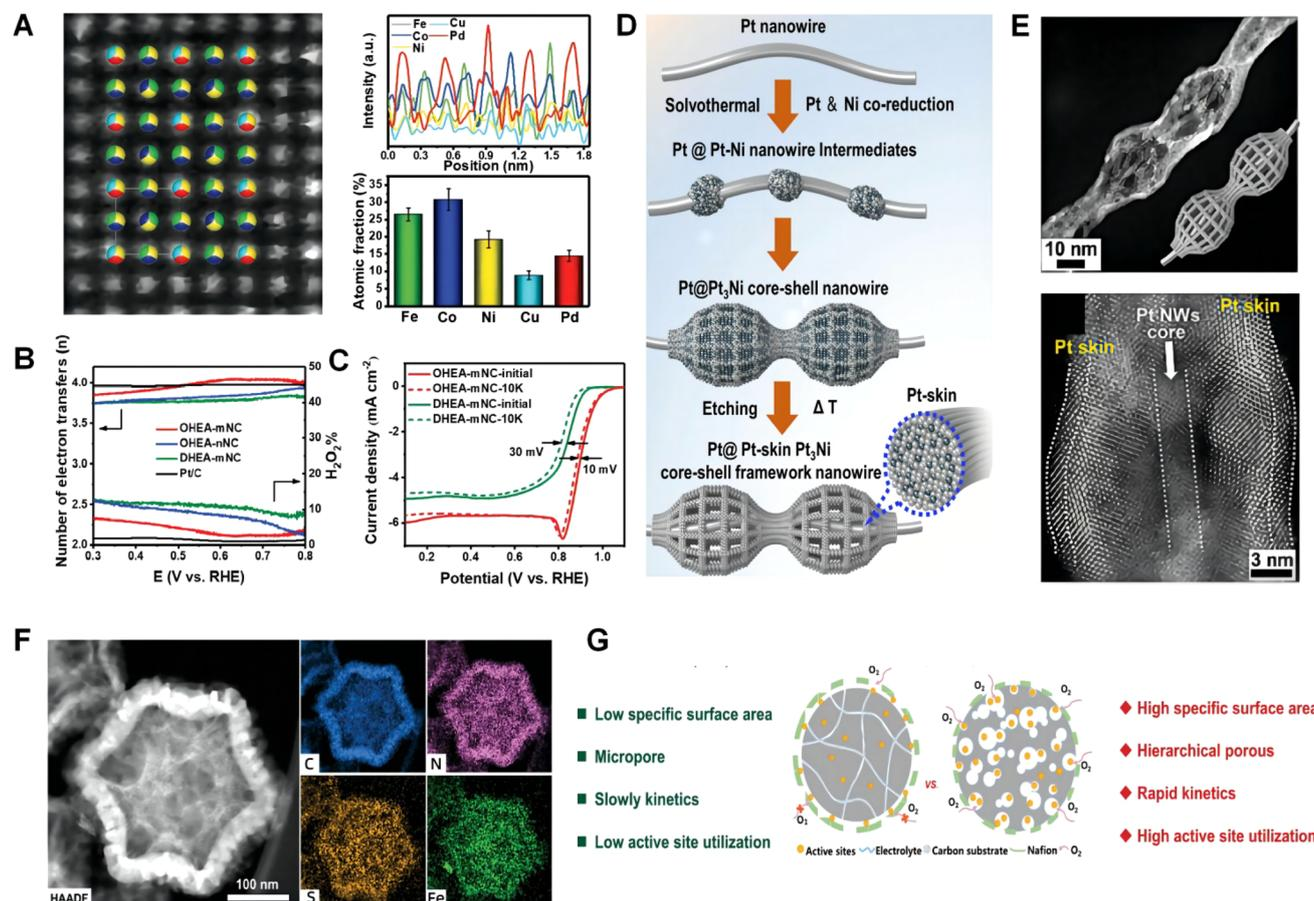 A
Fe
Cu
Co
Pd
Ni
Intensity (a.u.)
0.0 0.3 0.6 0.9 1.2 1.5 1.8
Position (nm)
Atomic fraction (%)
35
30
25
20
15
10
5
0
Fe Co Ni Cu Pd
B
Number of electron transfers (n)
4.0
3.5
3.0
2.5
2.0
OHEA-mNC
OHEA-nNC
DHEA-mNC
Pt/C
50
40
30
20
10
0
H2O2%
0.3 0.4 0.5 0.6 0.7 0.8
E (V vs. RHE)
C
Current density (mA cm-2)
0
-2
-4
-6
OHEA-mNC-initial
OHEA-mNC-10K
DHEA-mNC-initial
DHEA-mNC-10K
30 mV
10 mV
0.2 0.4 0.6 0.8 1.0
Potential (V vs. RHE)
D
Pt nanowire
Solvothermal Pt & Ni co-reduction
Pt @ Pt-Ni nanowire Intermediates
Pt@Pt3Ni core-shell nanowire
Etching Δ T
Pt-skin
Pt@ Pt-skin Pt3Ni
core-shell framework nanowire
E
10 nm
Pt skin
Pt NWs
core
Pt skin
3 nm
F
HAADF
100 nm
C
N
S
Fe
G
Low specific surface area
Micropore
Slowly kinetics
Low active site utilization
O2
O2
O2
VS.
O2
O2
O2
O2
O2
O2
High specific surface area
Hierarchical porous
Rapid kinetics
High active site utilization
Active sites Electrolyte Carbon substrate Nafion O2